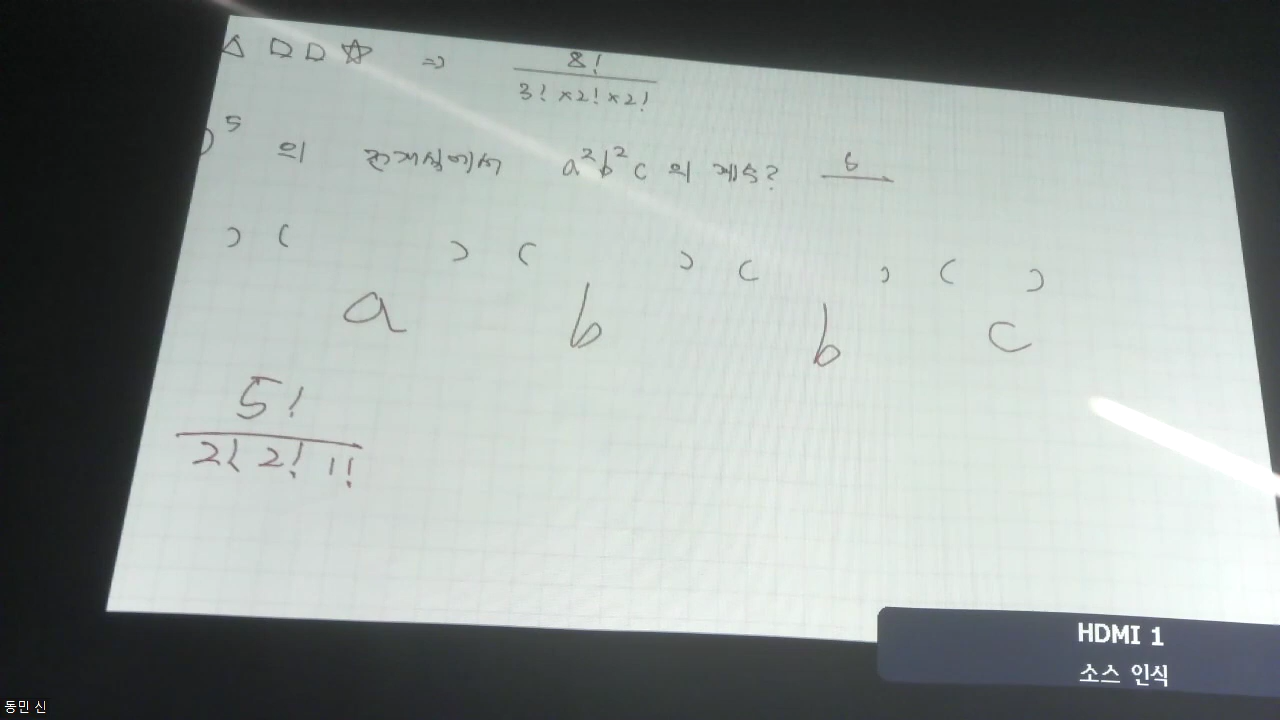 △ □ □ ☆ ⇒ 8! / 3! × 2! × 2!
)⁵ 의 전개식에서 a²b²c 의 계수?
) ( ) ( ) ( ) ( )
a b b c
5! / 2! 2! 1!
HDMI 1
소스 인식
동민 신